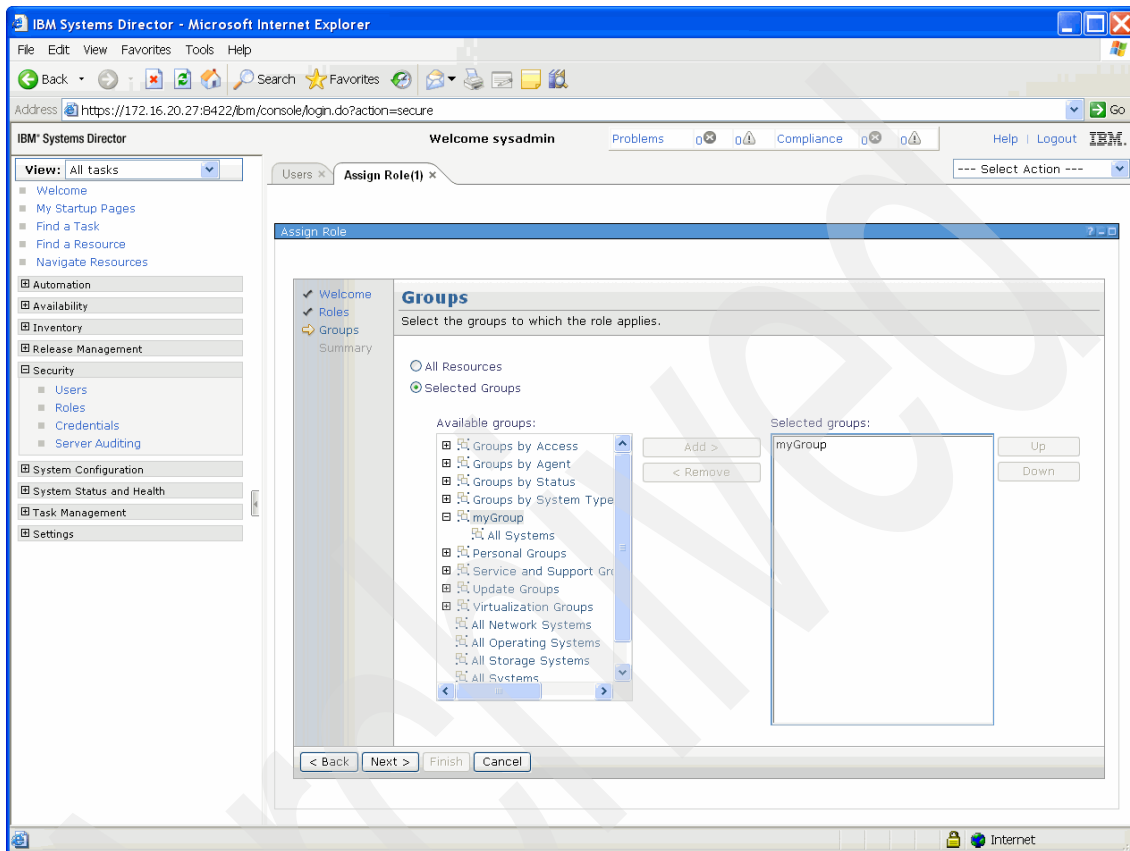 IBM Systems Director - Microsoft Internet Explorer
File Edit View Favorites Tools Help
Back Search Favorites
Address https://172.16.20.27:8422/ibm/console/login.do?action=secure Go
IBM® Systems Director Welcome sysadmin Problems 0 0 Compliance 0 0 Help | Logout IBM.
View: All tasks
Users × Assign Role(1) × --- Select Action ---
Welcome
My Startup Pages
Find a Task
Find a Resource
Navigate Resources
Automation
Availability
Inventory
Release Management
Security
Users
Roles
Credentials
Server Auditing
System Configuration
System Status and Health
Task Management
Settings
Assign Role
Welcome
Roles
Groups
Summary
Groups
Select the groups to which the role applies.
All Resources
Selected Groups
Available groups:
Groups by Access
Groups by Agent
Groups by Status
Groups by System Type
myGroup
All Systems
Personal Groups
Service and Support Gr
Update Groups
Virtualization Groups
All Network Systems
All Operating Systems
All Storage Systems
All Systems
Add >
< Remove
Selected groups:
myGroup
Up
Down
< Back Next > Finish Cancel
Internet
Archived